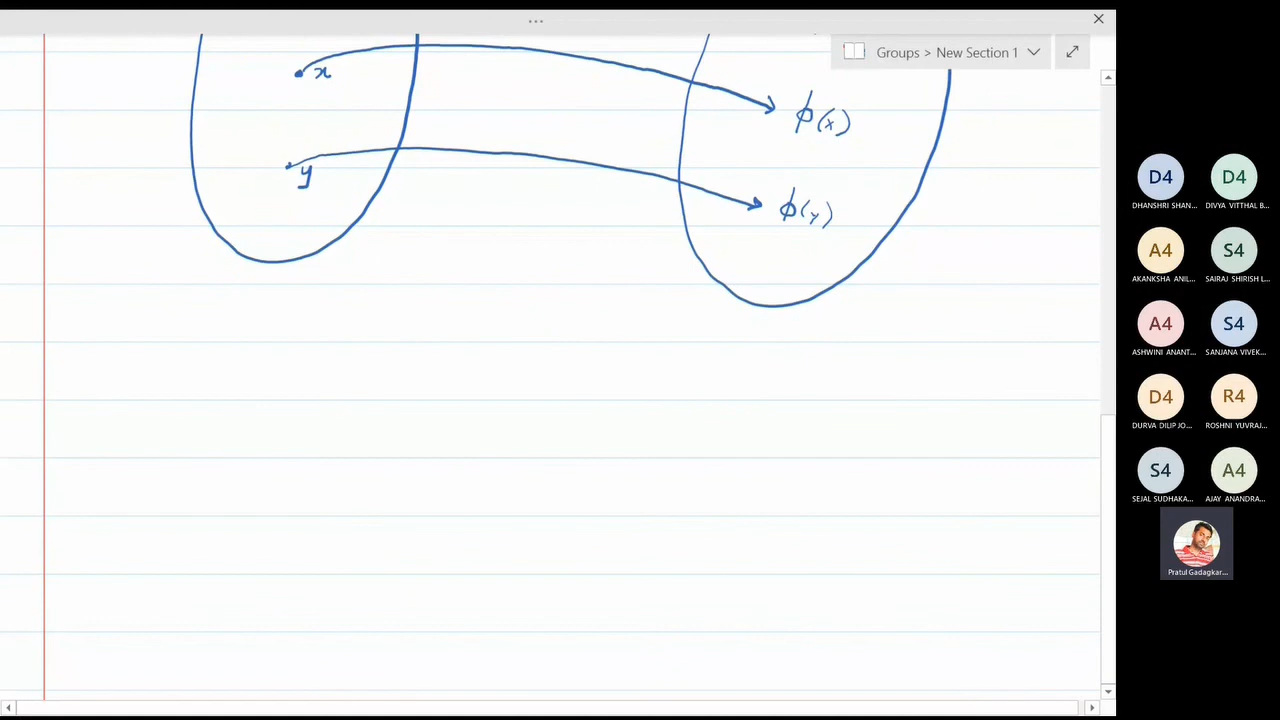 ...
Groups > New Section 1
x
ϕ(x)
y
ϕ(y)
D4 D4
DHANSHRI SHAN... DIVYA VITTHAL B...
A4 S4
AKANKSHA ANIL... SAIRAJ SHIRISH L...
A4 S4
ASHWINI ANANT... SANJANA VIVEK...
D4 R4
DURVA DILIP JO... ROSHNI YUVRAJ...
S4 A4
SEJAL SUDHAKA... AJAY ANANDRA...
Pratul Gadagkar...